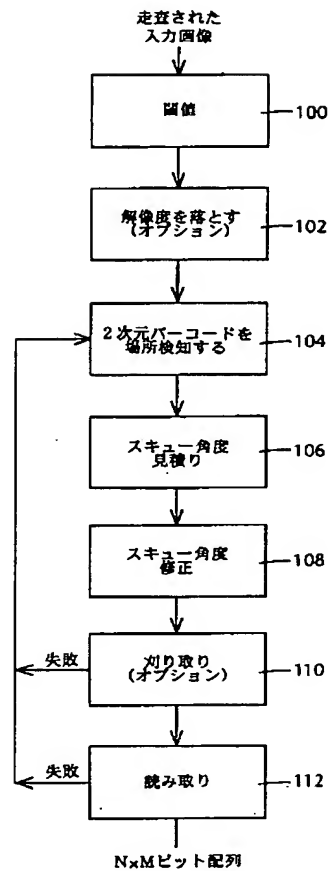 走査された
入力画像
閾値
100
解像度を落とす
(オプション)
102
2次元バーコードを
場所検知する
104
スキュー角度
見積り
106
スキュー角度
修正
108
失敗
刈り取り
(オプション)
110
失敗
読み取り
112
N×Mビット配列